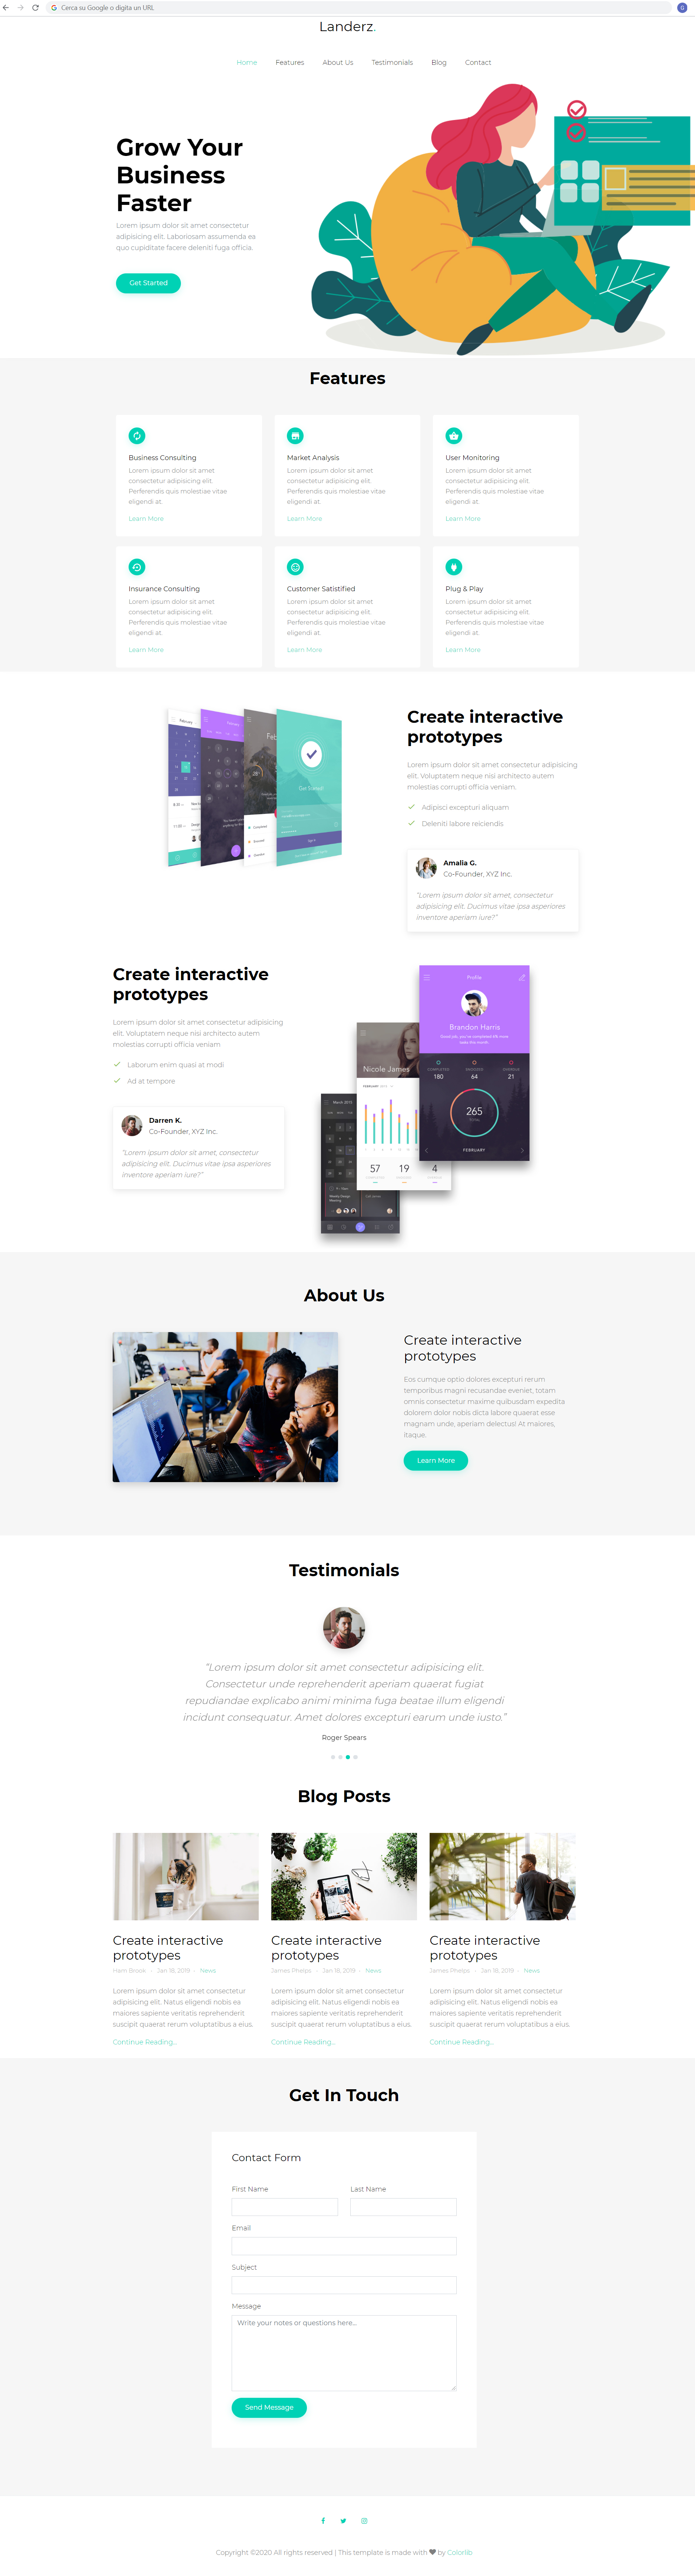 Cerca su Google o digita un URL
G
Landerz.
Home Features About Us Testimonials Blog Contact
Grow Your
Business
Faster
Lorem ipsum dolor sit amet consectetur
adipisicing elit. Laboriosam assumenda ea
quo cupiditate facere deleniti fuga officia.
Get Started
Features
Business Consulting
Lorem ipsum dolor sit amet
consectetur adipisicing elit.
Perferendis quis molestiae vitae
eligendi at.
Learn More
Market Analysis
Lorem ipsum dolor sit amet
consectetur adipisicing elit.
Perferendis quis molestiae vitae
eligendi at.
Learn More
User Monitoring
Lorem ipsum dolor sit amet
consectetur adipisicing elit.
Perferendis quis molestiae vitae
eligendi at.
Learn More
Insurance Consulting
Lorem ipsum dolor sit amet
consectetur adipisicing elit.
Perferendis quis molestiae vitae
eligendi at.
Learn More
Customer Satistified
Lorem ipsum dolor sit amet
consectetur adipisicing elit.
Perferendis quis molestiae vitae
eligendi at.
Learn More
Plug & Play
Lorem ipsum dolor sit amet
consectetur adipisicing elit.
Perferendis quis molestiae vitae
eligendi at.
Learn More
February
Get Started
Create interactive
prototypes
Lorem ipsum dolor sit amet consectetur adipisicing
elit. Voluptatem neque nisi architecto autem
molestias corrupti officia veniam.
Adipisci excepturi aliquam
Deleniti labore reiciendis
Amalia G.
Co-Founder, XYZ Inc.
“Lorem ipsum dolor sit amet, consectetur
adipisicing elit. Ducimus vitae ipsa asperiores
inventore aperiam iure?”
Create interactive
prototypes
Lorem ipsum dolor sit amet consectetur adipisicing
elit. Voluptatem neque nisi architecto autem
molestias corrupti officia veniam
Laborum enim quasi at modi
Ad at tempore
Darren K.
Co-Founder, XYZ Inc.
“Lorem ipsum dolor sit amet, consectetur
adipisicing elit. Ducimus vitae ipsa asperiores
inventore aperiam iure?”
Profile
Brandon Harris
COMPLETED SNOOZED OVERDUE
180 64 21
265
TOTAL
FEBRUARY
Nicole James
FEBRUARY 2015
57 19 4
March 2015
About Us
Create interactive
prototypes
Eos cumque optio dolores excepturi rerum
temporibus magni recusandae eveniet, totam
omnis consectetur maxime quibusdam expedita
dolorem dolor nobis dicta labore quaerat esse
magnam unde, aperiam delectus! At maiores,
itaque.
Learn More
Testimonials
“Lorem ipsum dolor sit amet consectetur adipisicing elit.
Consectetur unde reprehenderit aperiam quaerat fugiat
repudiandae explicabo animi minima fuga beatae illum eligendi
incidunt consequatur. Amet dolores excepturi earum unde iusto.”
Roger Spears
Blog Posts
Create interactive
prototypes
Ham Brook • Jan 18, 2019 • News
Lorem ipsum dolor sit amet consectetur
adipisicing elit. Natus eligendi nobis ea
maiores sapiente veritatis reprehenderit
suscipit quaerat rerum voluptatibus a eius.
Continue Reading...
Create interactive
prototypes
James Phelps • Jan 18, 2019 • News
Lorem ipsum dolor sit amet consectetur
adipisicing elit. Natus eligendi nobis ea
maiores sapiente veritatis reprehenderit
suscipit quaerat rerum voluptatibus a eius.
Continue Reading...
Create interactive
prototypes
James Phelps • Jan 18, 2019 • News
Lorem ipsum dolor sit amet consectetur
adipisicing elit. Natus eligendi nobis ea
maiores sapiente veritatis reprehenderit
suscipit quaerat rerum voluptatibus a eius.
Continue Reading...
Get In Touch
Contact Form
First Name Last Name
Email
Subject
Message
Write your notes or questions here...
Send Message
Copyright ©2020 All rights reserved | This template is made with ♥ by Colorlib